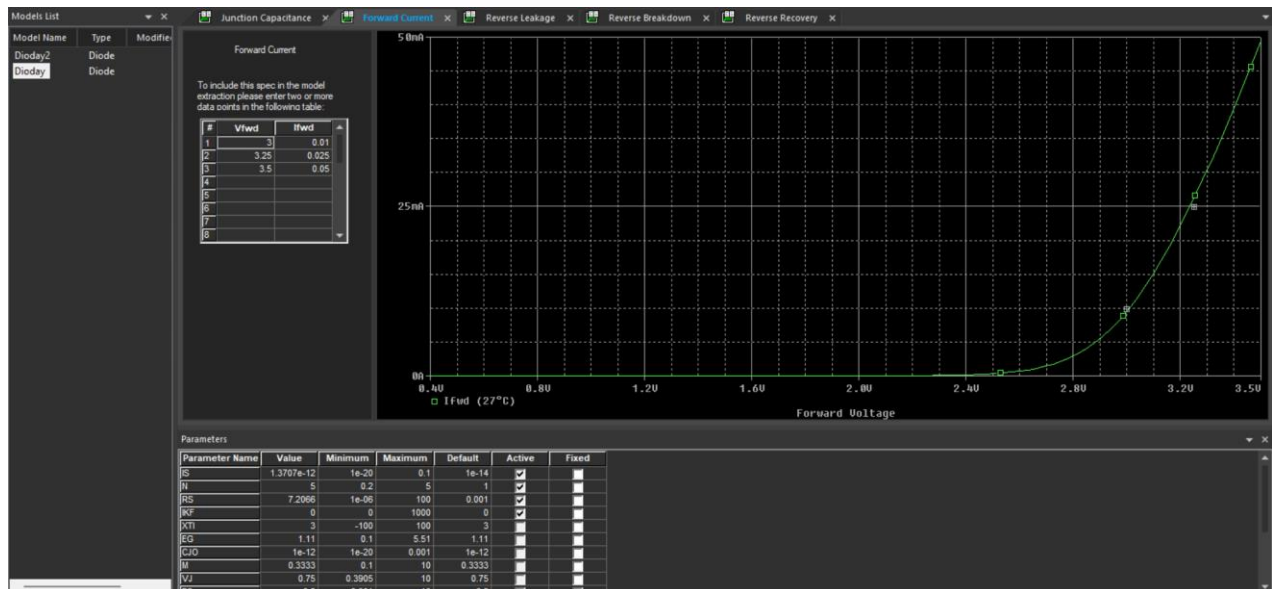 Models List
Junction Capacitance Forward Current Reverse Leakage Reverse Breakdown Reverse Recovery
Model Name Type Modifie
Dioday2 Diode
Dioday Diode
Forward Current
To include this spec in the model
extraction please enter two or more
data points in the following table:
# Vfwd Ifwd
1 3 0.01
2 3.25 0.025
3 3.5 0.05
4
5
6
7
8
50mA
25mA
0A
0.4V 0.8V 1.2V 1.6V 2.0V 2.4V 2.8V 3.2V 3.5V
Ifwd (27°C)
Forward Voltage
Parameters
Parameter Name Value Minimum Maximum Default Active Fixed
IS 1.3707e-12 1e-20 0.1 1e-14
N 5 0.2 5 1
RS 7.2066 1e-06 100 0.001
IKF 0 0 1000 0
XTI 3 -100 100 3
EG 1.11 0.1 5.51 1.11
CJO 1e-12 1e-20 0.001 1e-12
M 0.3333 0.1 10 0.3333
VJ 0.75 0.3905 10 0.75